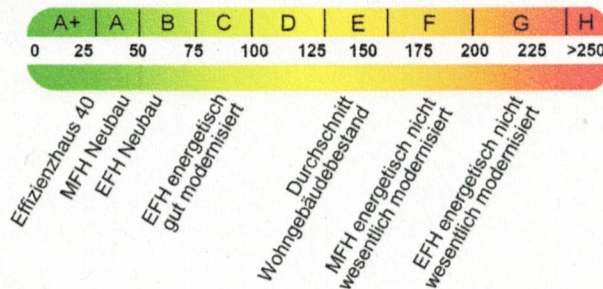 A+ A B C D E F G H
0 25 50 75 100 125 150 175 200 225 >250
Effizienzhaus 40
MFH Neubau
EFH Neubau
EFH energetisch
gut modernisiert
Durchschnitt
Wohngebäudebestand
MFH energetisch nicht
wesentlich modernisiert
EFH energetisch nicht
wesentlich modernisiert